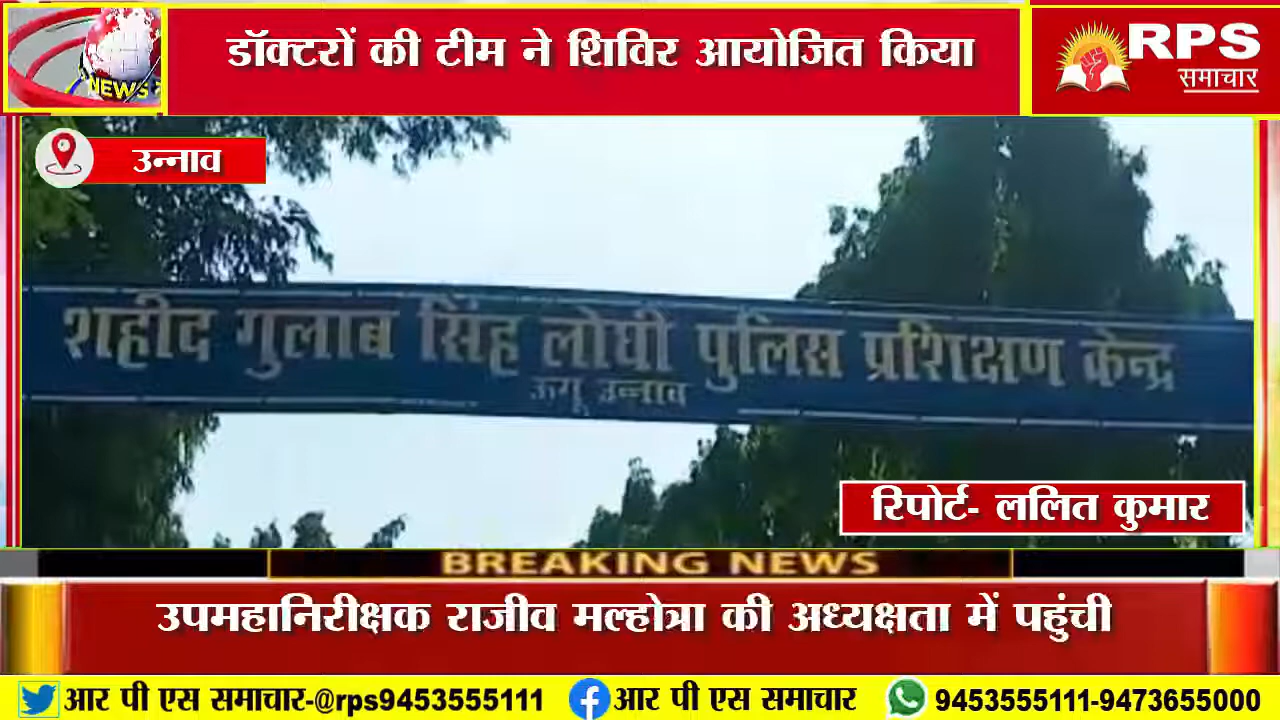 डॉक्टरों की टीम ने शिविर आयोजित किया
NEWS
RPS
समाचार
उन्नाव
शहीद गुलाब सिंह लोधी पुलिस प्रशिक्षण केन्द्र
ऊगू उन्नाव
रिपोर्ट- ललित कुमार
BREAKING NEWS
उपमहानिरीक्षक राजीव मल्होत्रा की अध्यक्षता में पहुंची
आर पी एस समाचार-@rps9453555111 आर पी एस समाचार 9453555111-9473655000